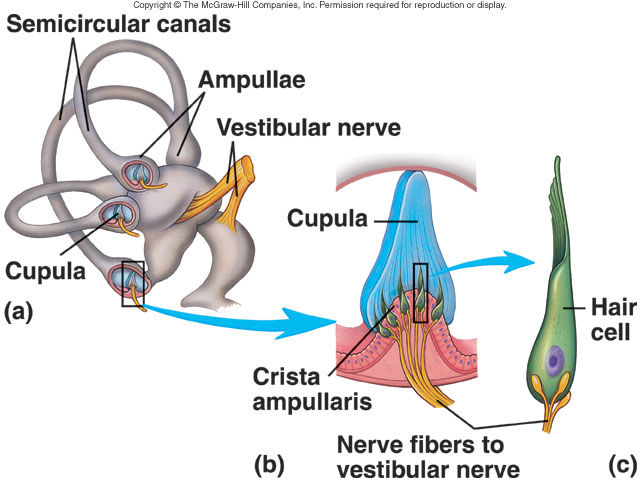 Copyright © The McGraw-Hill Companies, Inc. Permission required for reproduction or display.
Semicircular canals
Ampullae
Vestibular nerve
Cupula
(a)
Cupula
Crista
ampullaris
Nerve fibers to
vestibular nerve
(b)
Hair
cell
(c)